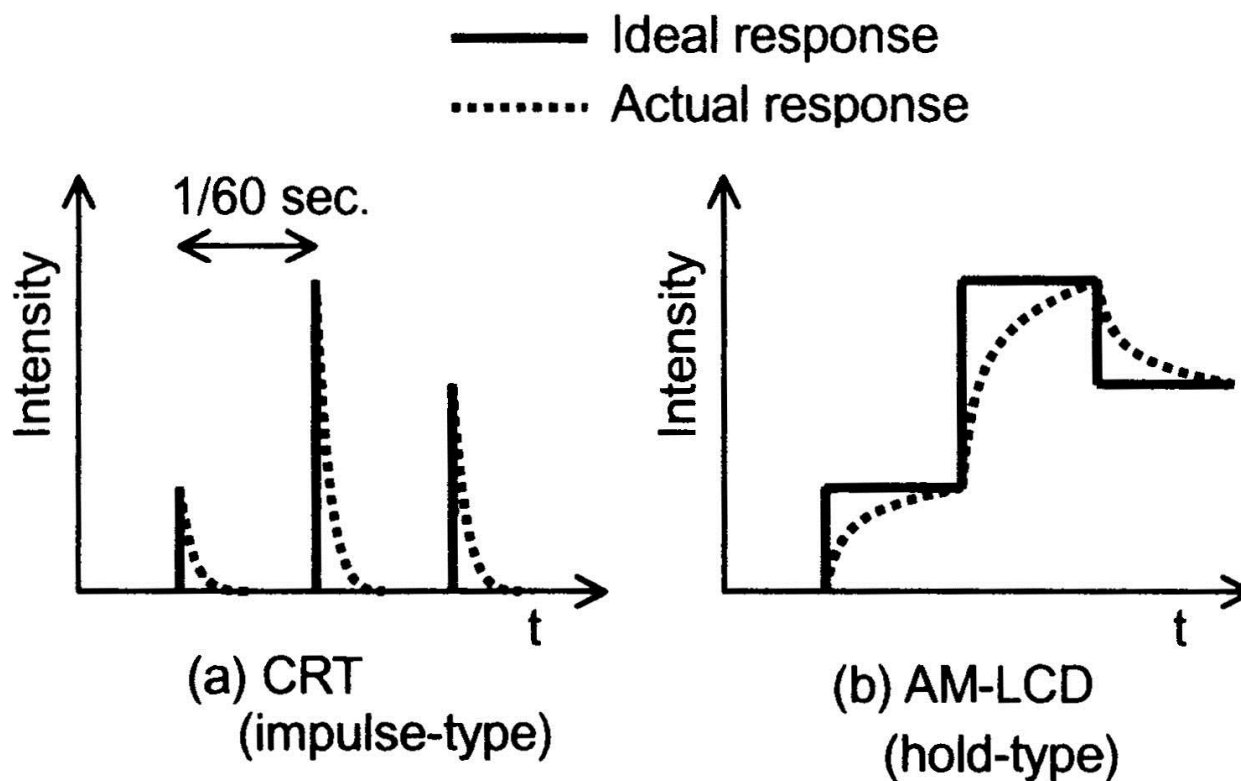 Ideal response
Actual response
1/60 sec.
Intensity
t
(a) CRT
(impulse-type)
Intensity
t
(b) AM-LCD
(hold-type)